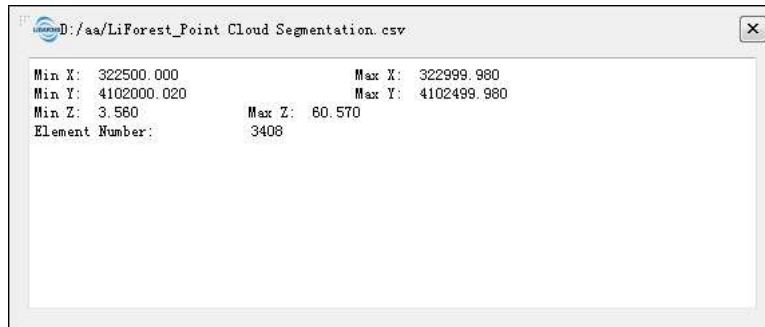 D:/aa/LiForest_Point Cloud Segmentation.csv
Min X: 322500.000 Max X: 322999.980
Min Y: 4102000.020 Max Y: 4102499.980
Min Z: 3.560 Max Z: 60.570
Element Number: 3408